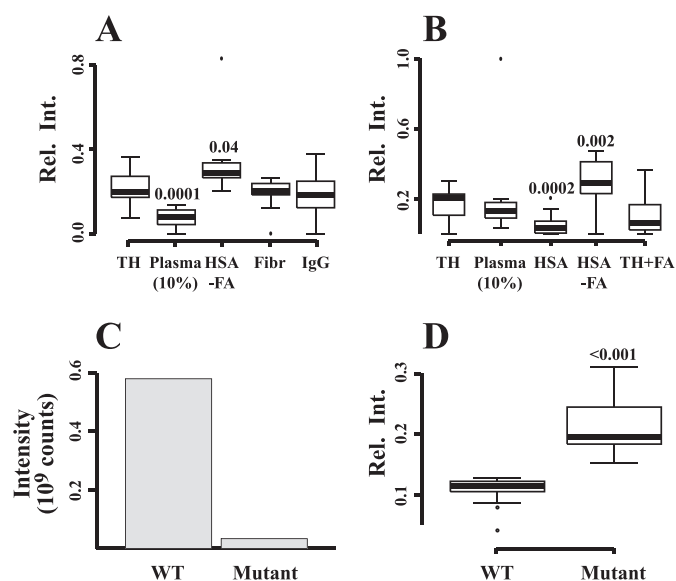 A
Rel. Int.
0.8
0.4
0.0
0.0001
0.04
TH Plasma HSA Fibr IgG
(10%) -FA
B
Rel. Int.
1.0
0.6
0.2
0.0002
0.002
TH Plasma HSA HSA TH+FA
(10%) -FA
C
Intensity
(10⁹ counts)
0.6
0.4
0.2
WT Mutant
D
Rel. Int.
0.3
0.2
0.1
<0.001
WT Mutant